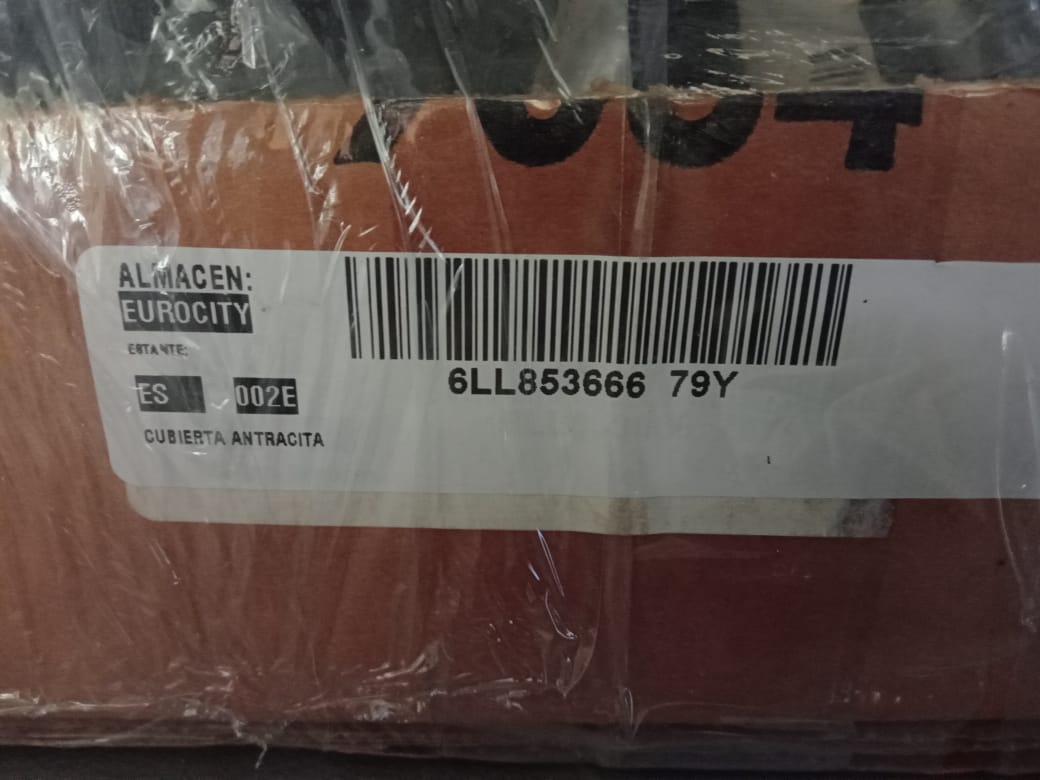 ALMACEN:
EUROCITY
ESTANTE:
ES 002E
CUBIERTA ANTRACITA
6LL853666 79Y